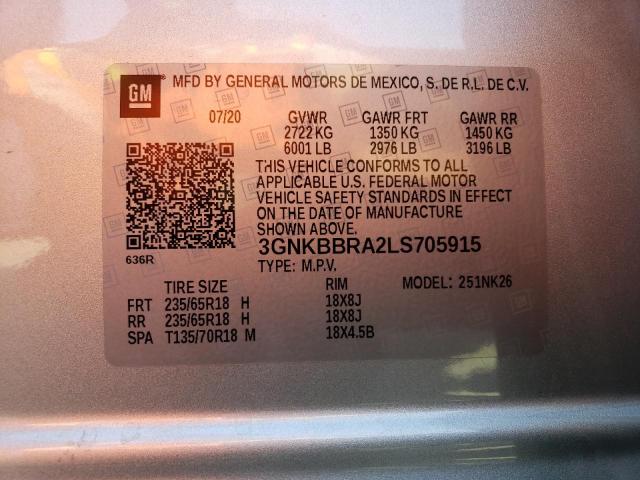 GM® MFD BY GENERAL MOTORS DE MEXICO, S. DE R.L. DE C.V.
07/20 GVWR GAWR FRT GAWR RR
2722 KG 1350 KG 1450 KG
6001 LB 2976 LB 3196 LB
THIS VEHICLE CONFORMS TO ALL
APPLICABLE U.S. FEDERAL MOTOR
VEHICLE SAFETY STANDARDS IN EFFECT
ON THE DATE OF MANUFACTURE
SHOWN ABOVE.
3GNKBBRA2LS705915
636R
TYPE: M.P.V. MODEL: 251NK26
TIRE SIZE RIM
FRT 235/65R18 H 18X8J
RR 235/65R18 H 18X8J
SPA T135/70R18 M 18X4.5B